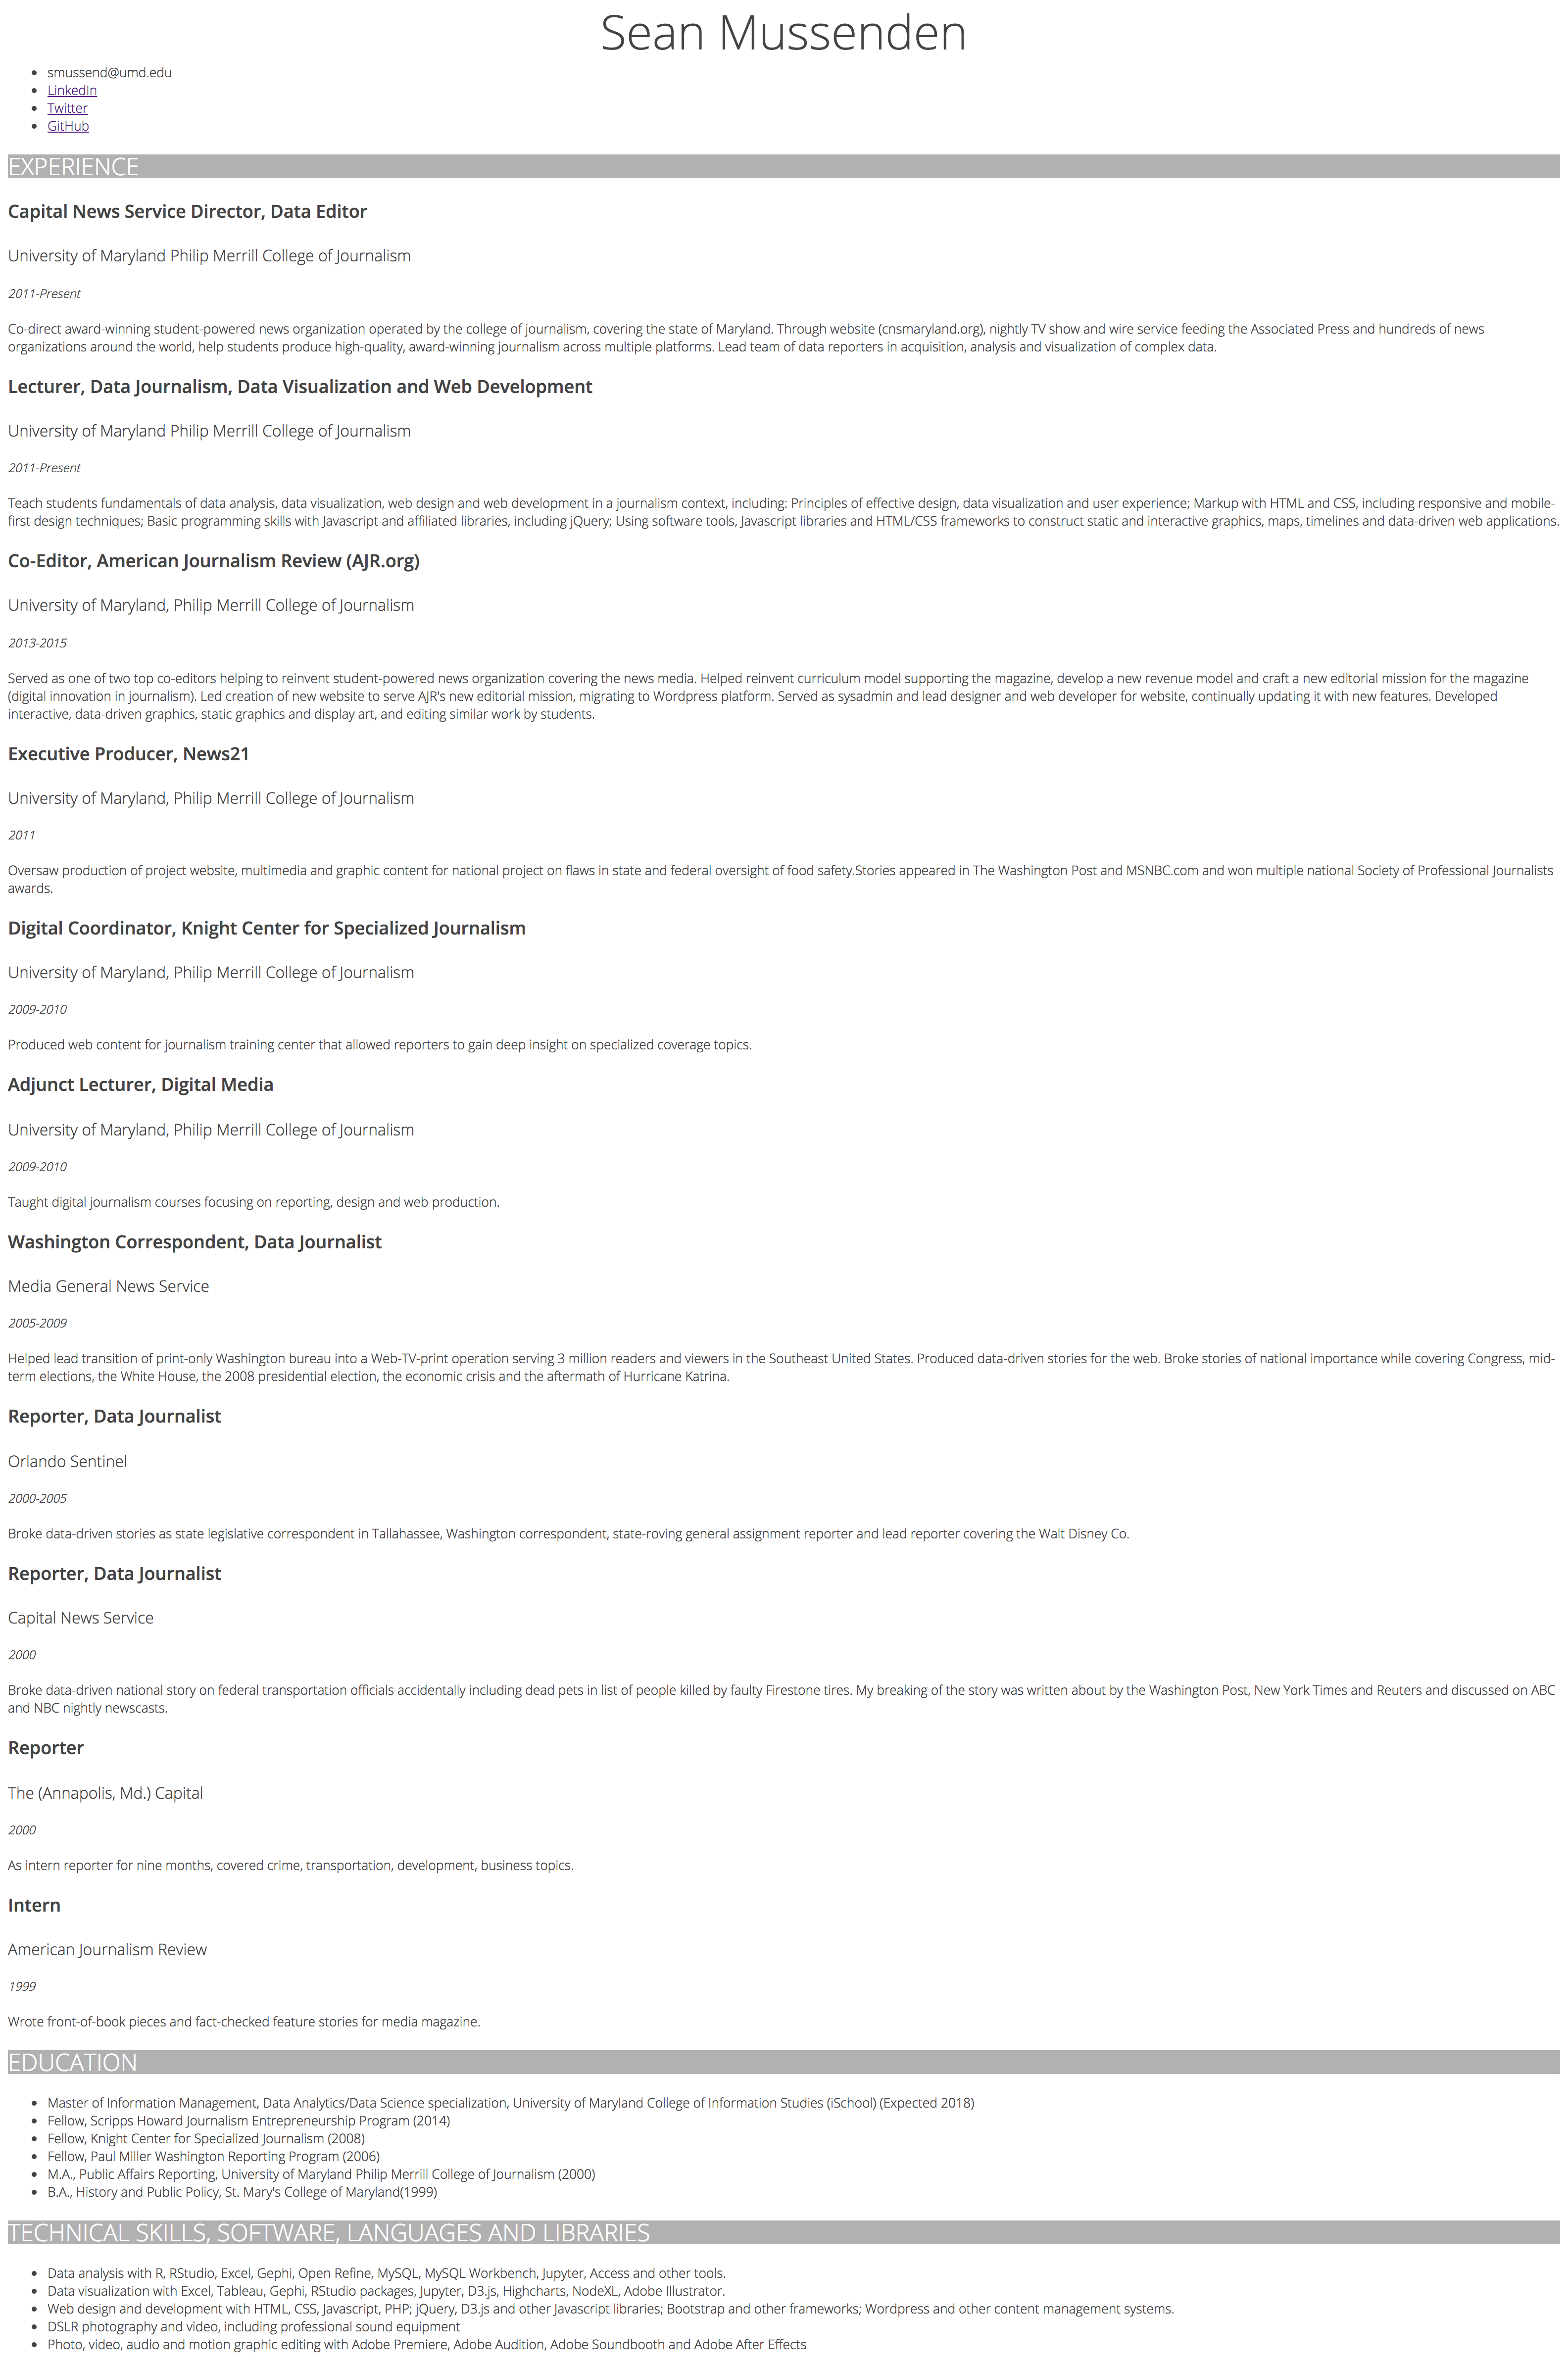 Sean Mussenden
smussend@umd.edu
LinkedIn
Twitter
GitHub
EXPERIENCE
Capital News Service Director, Data Editor
University of Maryland Philip Merrill College of Journalism
2011-Present
Co-direct award-winning student-powered news organization operated by the college of journalism, covering the state of Maryland. Through website (cnsmaryland.org), nightly TV show and wire service feeding the Associated Press and hundreds of news
organizations around the world, help students produce high-quality, award-winning journalism across multiple platforms. Lead team of data reporters in acquisition, analysis and visualization of complex data.
Lecturer, Data Journalism, Data Visualization and Web Development
University of Maryland Philip Merrill College of Journalism
2011-Present
Teach students fundamentals of data analysis, data visualization, web design and web development in a journalism context, including: Principles of effective design, data visualization and user experience; Markup with HTML and CSS, including responsive and mobile-
first design techniques; Basic programming skills with Javascript and affiliated libraries, including jQuery; Using software tools, Javascript libraries and HTML/CSS frameworks to construct static and interactive graphics, maps, timelines and data-driven web applications.
Co-Editor, American Journalism Review (AJR.org)
University of Maryland, Philip Merrill College of Journalism
2013-2015
Served as one of two top co-editors helping to reinvent student-powered news organization covering the news media. Helped reinvent curriculum model supporting the magazine, develop a new revenue model and craft a new editorial mission for the magazine
(digital innovation in journalism). Led creation of new website to serve AJR's new editorial mission, migrating to Wordpress platform. Served as sysadmin and lead designer and web developer for website, continually updating it with new features. Developed
interactive, data-driven graphics, static graphics and display art, and editing similar work by students.
Executive Producer, News21
University of Maryland, Philip Merrill College of Journalism
2011
Oversaw production of project website, multimedia and graphic content for national project on flaws in state and federal oversight of food safety.Stories appeared in The Washington Post and MSNBC.com and won multiple national Society of Professional Journalists
awards.
Digital Coordinator, Knight Center for Specialized Journalism
University of Maryland, Philip Merrill College of Journalism
2009-2010
Produced web content for journalism training center that allowed reporters to gain deep insight on specialized coverage topics.
Adjunct Lecturer, Digital Media
University of Maryland, Philip Merrill College of Journalism
2009-2010
Taught digital journalism courses focusing on reporting, design and web production.
Washington Correspondent, Data Journalist
Media General News Service
2005-2009
Helped lead transition of print-only Washington bureau into a Web-TV-print operation serving 3 million readers and viewers in the Southeast United States. Produced data-driven stories for the web. Broke stories of national importance while covering Congress, mid-
term elections, the White House, the 2008 presidential election, the economic crisis and the aftermath of Hurricane Katrina.
Reporter, Data Journalist
Orlando Sentinel
2000-2005
Broke data-driven stories as state legislative correspondent in Tallahassee, Washington correspondent, state-roving general assignment reporter and lead reporter covering the Walt Disney Co.
Reporter, Data Journalist
Capital News Service
2000
Broke data-driven national story on federal transportation officials accidentally including dead pets in list of people killed by faulty Firestone tires. My breaking of the story was written about by the Washington Post, New York Times and Reuters and discussed on ABC
and NBC nightly newscasts.
Reporter
The (Annapolis, Md.) Capital
2000
As intern reporter for nine months, covered crime, transportation, development, business topics.
Intern
American Journalism Review
1999
Wrote front-of-book pieces and fact-checked feature stories for media magazine.
EDUCATION
Master of Information Management, Data Analytics/Data Science specialization, University of Maryland College of Information Studies (iSchool) (Expected 2018)
Fellow, Scripps Howard Journalism Entrepreneurship Program (2014)
Fellow, Knight Center for Specialized Journalism (2008)
Fellow, Paul Miller Washington Reporting Program (2006)
M.A., Public Affairs Reporting, University of Maryland Philip Merrill College of Journalism (2000)
B.A., History and Public Policy, St. Mary's College of Maryland(1999)
TECHNICAL SKILLS, SOFTWARE, LANGUAGES AND LIBRARIES
Data analysis with R, RStudio, Excel, Gephi, Open Refine, MySQL, MySQL Workbench, Jupyter, Access and other tools.
Data visualization with Excel, Tableau, Gephi, RStudio packages, Jupyter, D3.js, Highcharts, NodeXL, Adobe Illustrator.
Web design and development with HTML, CSS, Javascript, PHP; jQuery, D3.js and other Javascript libraries; Bootstrap and other frameworks; Wordpress and other content management systems.
DSLR photography and video, including professional sound equipment
Photo, video, audio and motion graphic editing with Adobe Premiere, Adobe Audition, Adobe Soundbooth and Adobe After Effects